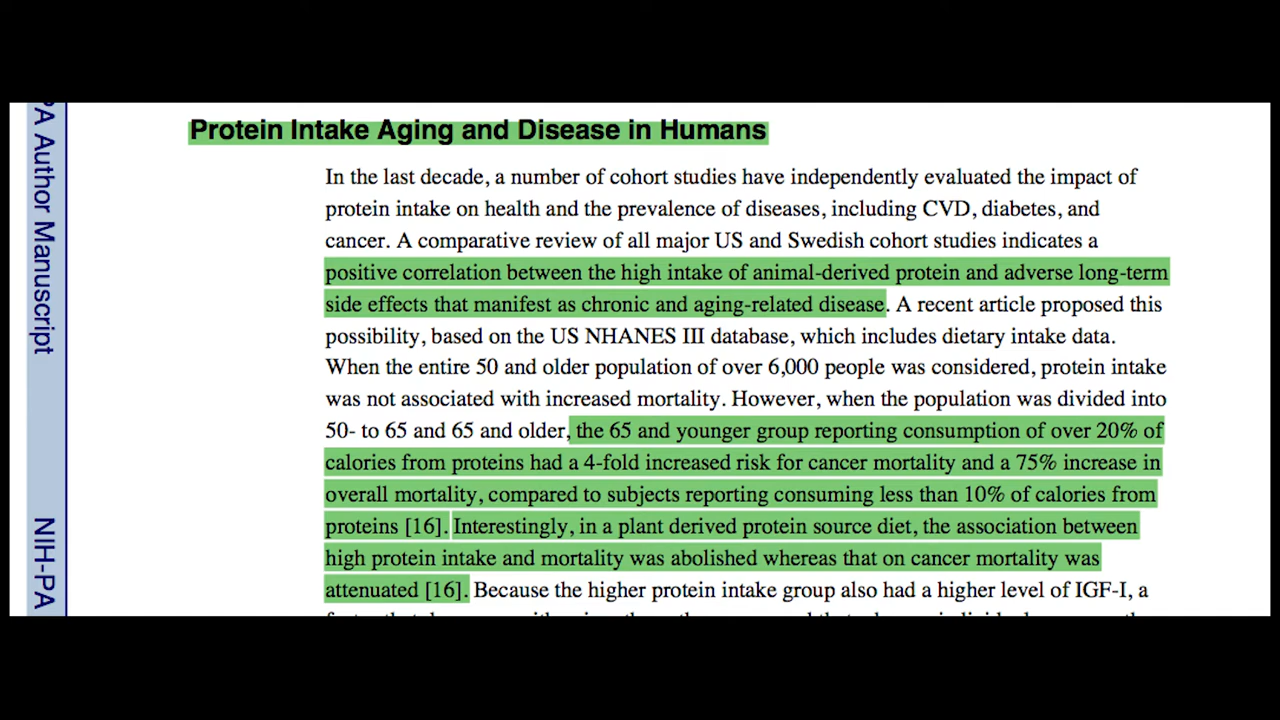 Protein Intake Aging and Disease in Humans
In the last decade, a number of cohort studies have independently evaluated the impact of
protein intake on health and the prevalence of diseases, including CVD, diabetes, and
cancer. A comparative review of all major US and Swedish cohort studies indicates a
positive correlation between the high intake of animal-derived protein and adverse long-term
side effects that manifest as chronic and aging-related disease. A recent article proposed this
possibility, based on the US NHANES III database, which includes dietary intake data.
When the entire 50 and older population of over 6,000 people was considered, protein intake
was not associated with increased mortality. However, when the population was divided into
50- to 65 and 65 and older, the 65 and younger group reporting consumption of over 20% of
calories from proteins had a 4-fold increased risk for cancer mortality and a 75% increase in
overall mortality, compared to subjects reporting consuming less than 10% of calories from
proteins [16]. Interestingly, in a plant derived protein source diet, the association between
high protein intake and mortality was abolished whereas that on cancer mortality was
attenuated [16]. Because the higher protein intake group also had a higher level of IGF-I, a
PA Author Manuscript
NIH-PA